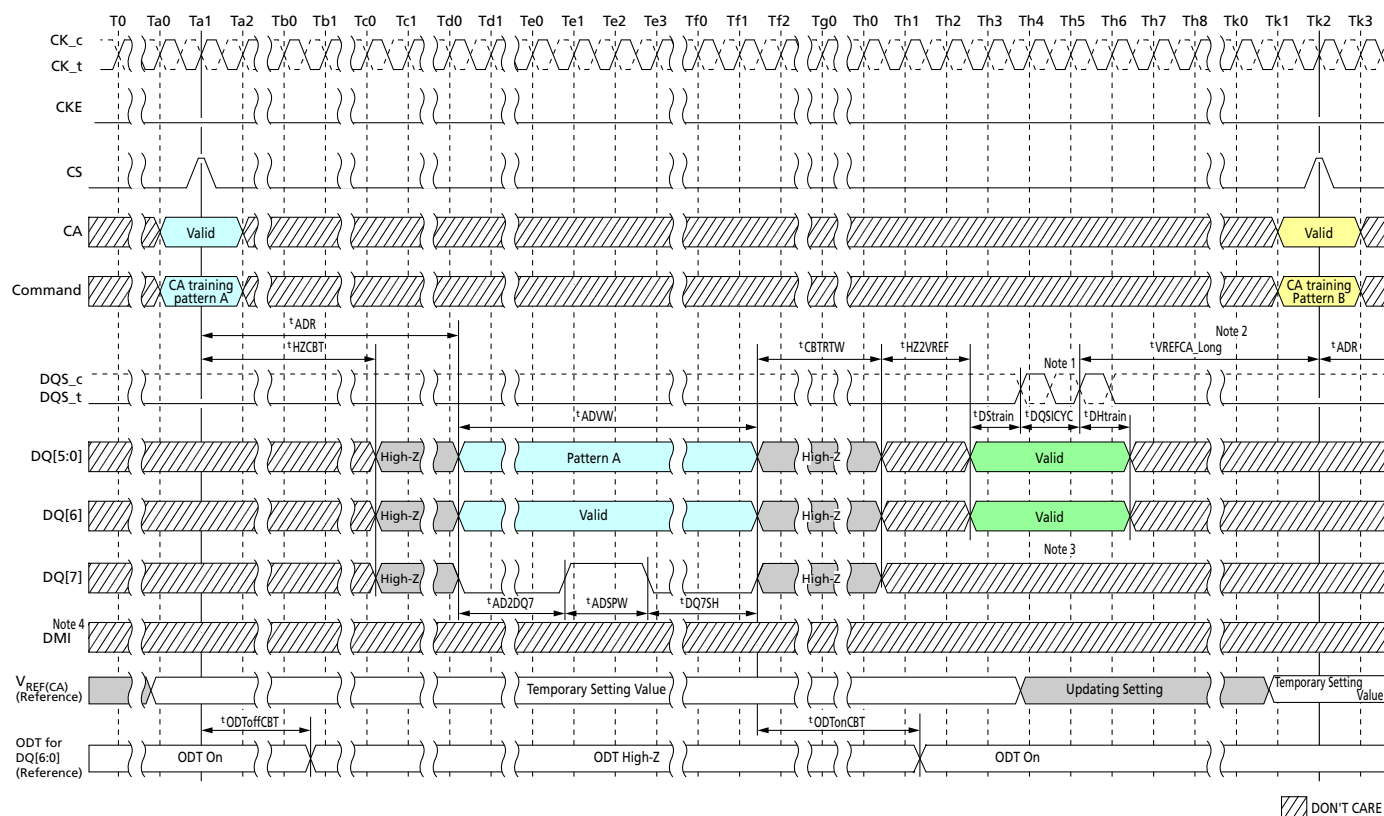 T0 Ta0 Ta1 Ta2 Tb0 Tb1 Tc0 Tc1 Td0 Td1 Te0 Te1 Te2 Te3 Tf0 Tf1 Tf2 Tg0 Th0 Th1 Th2 Th3 Th4 Th5 Th6 Th7 Th8 Tk0 Tk1 Tk2 Tk3
CK_c
CK_t
CKE
CS
CA Valid Valid
Command CA training pattern A CA training Pattern B
tADR Note 2
tHZCBT tCBTRTW tHZ2VREF Note 1 tVREFCA_Long tADR
DQS_c
DQS_t
tADVW tDStrain tDQSICYC tDHtrain
DQ[5:0] High-Z Pattern A High-Z Valid
DQ[6] High-Z Valid High-Z Valid
Note 3
DQ[7] High-Z High-Z
tAD2DQ7 tADSPW tDQ7SH
Note 4
DMI
VREF(CA)
(Reference) Temporary Setting Value Updating Setting Temporary Setting Value
tODToffCBT tODTonCBT
ODT for
DQ[6:0]
(Reference) ODT On ODT High-Z ODT On
DON'T CARE